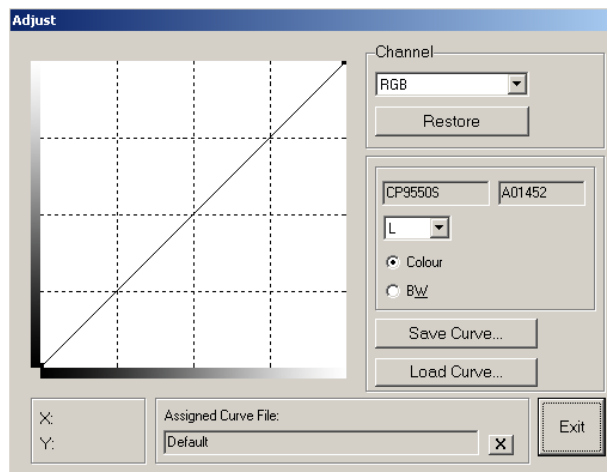 Adjust
Channel
RGB
Restore
CP9550S A01452
L
Colour
BW
Save Curve...
Load Curve...
X:
Y:
Assigned Curve File:
Default
X
Exit